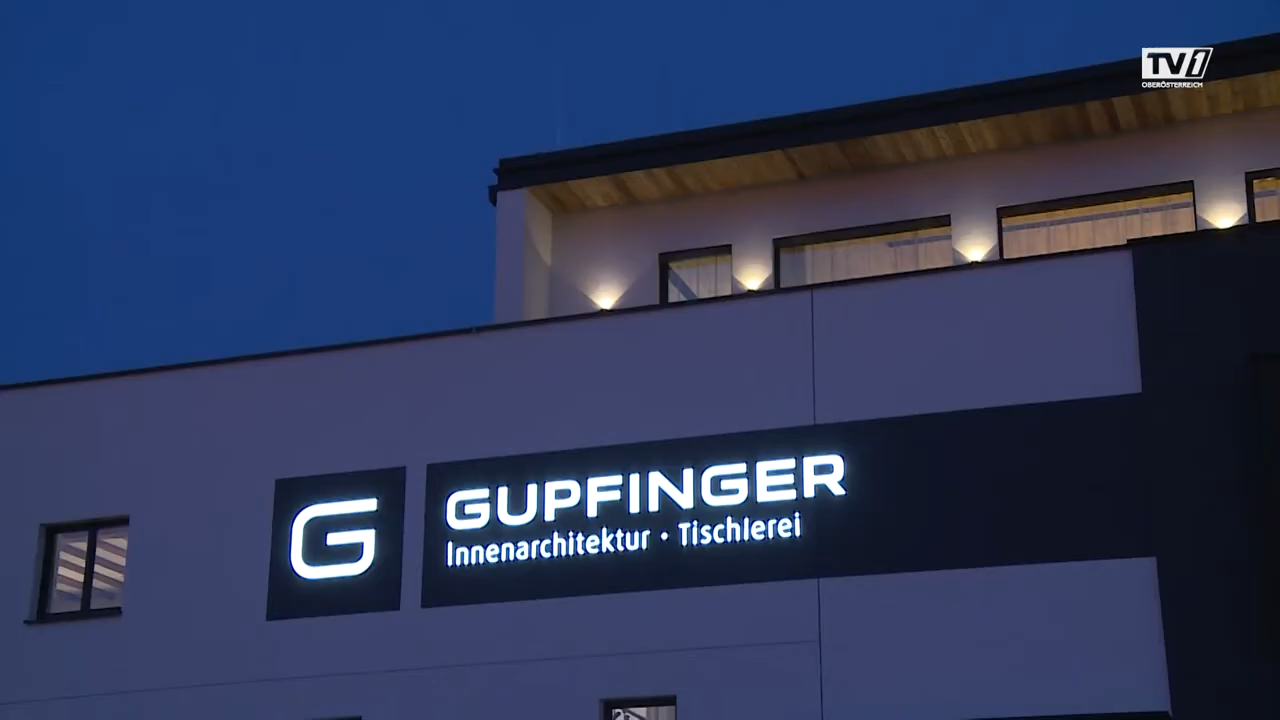 TV1
OBERÖSTERREICH
G
GUPFINGER
Innenarchitektur · Tischlerei